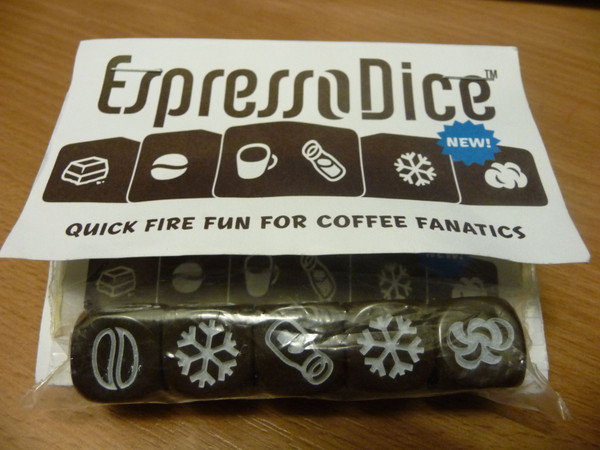 EspressoDice™
NEW!
QUICK FIRE FUN FOR COFFEE FANATICS